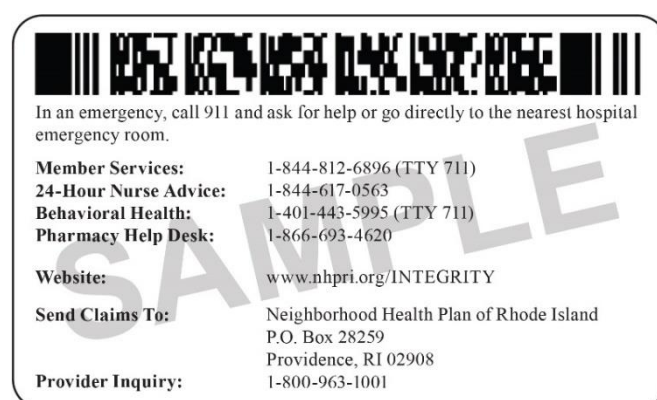 In an emergency, call 911 and ask for help or go directly to the nearest hospital
emergency room.
Member Services: 1-844-812-6896 (TTY 711)
24-Hour Nurse Advice: 1-844-617-0563
Behavioral Health: 1-401-443-5995 (TTY 711)
Pharmacy Help Desk: 1-866-693-4620
Website: www.nhpri.org/INTEGRITY
Send Claims To: Neighborhood Health Plan of Rhode Island
P.O. Box 28259
Providence, RI 02908
Provider Inquiry: 1-800-963-1001
SAMPLE